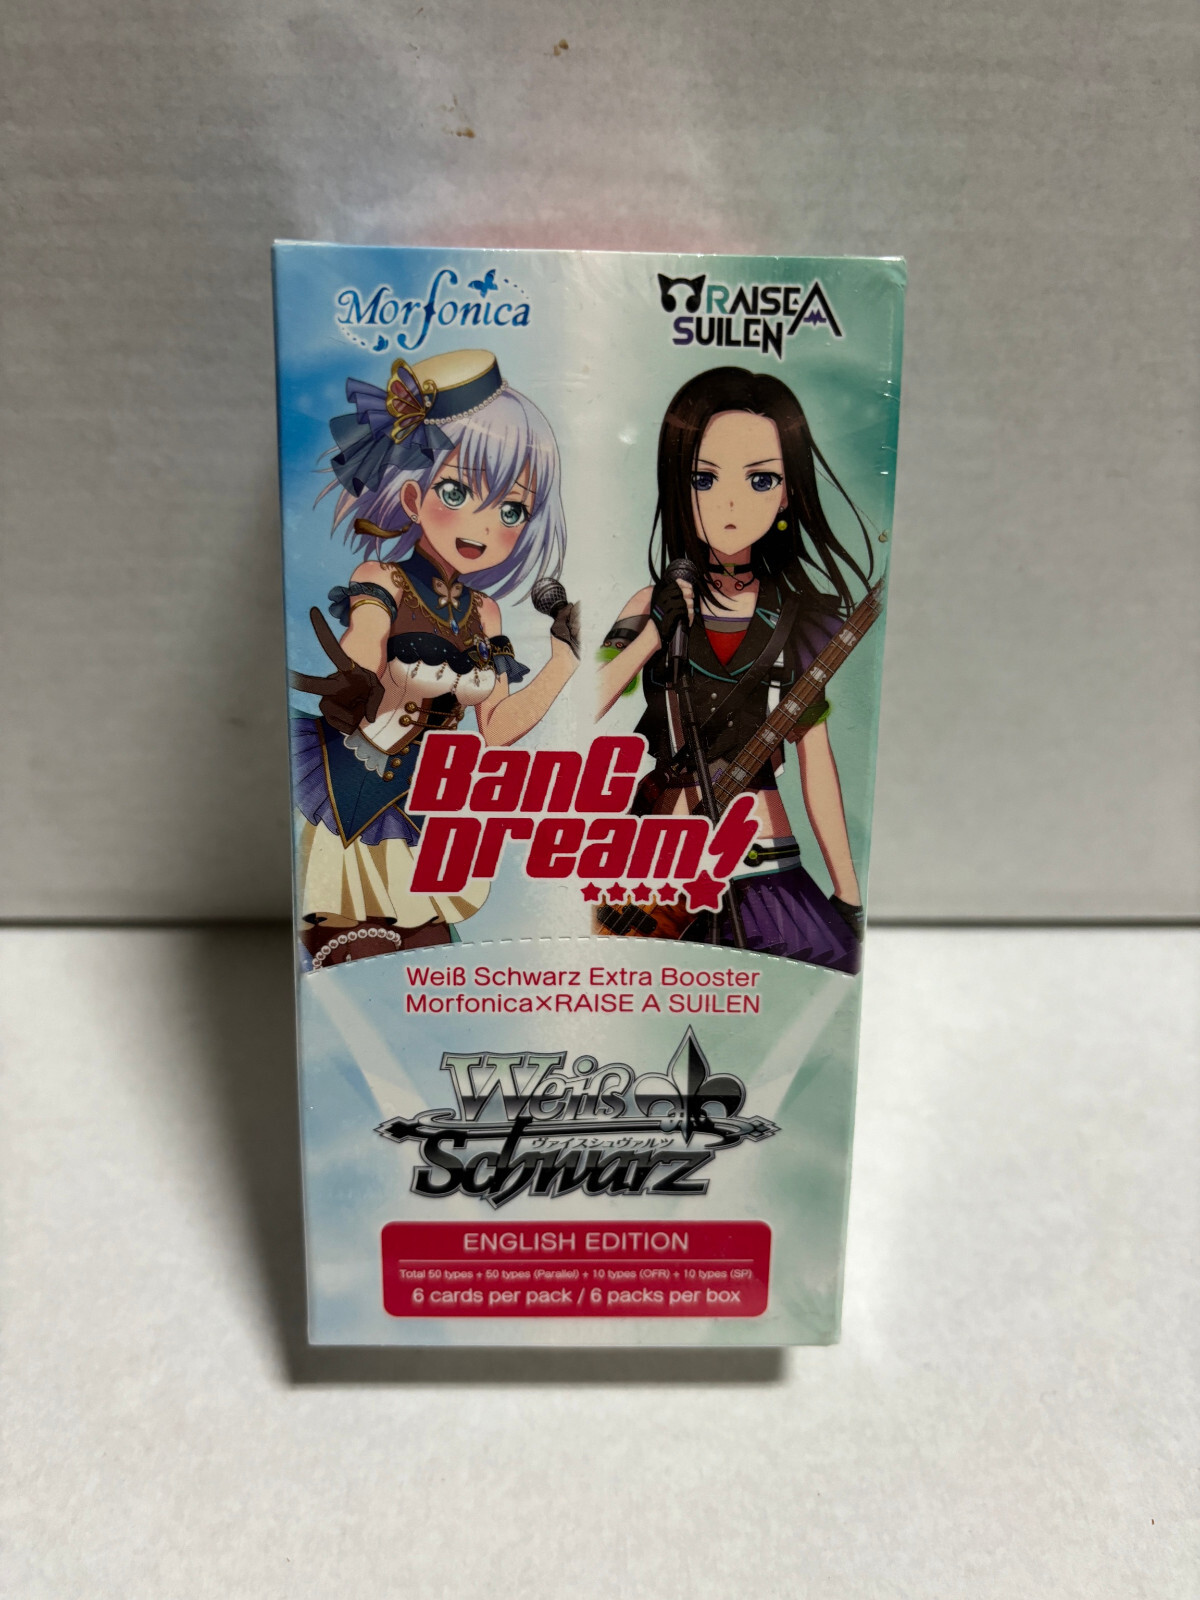 Morfonica
RAISE A
SUILEN
BanG
Dream!
Weiß Schwarz Extra Booster
Morfonica×RAISE A SUILEN
Weiß
ヴァイスシュヴァルツ
Schwarz
ENGLISH EDITION
Total 50 types + 50 types (Parallel) + 10 types (OFR) + 10 types (SP)
6 cards per pack / 6 packs per box